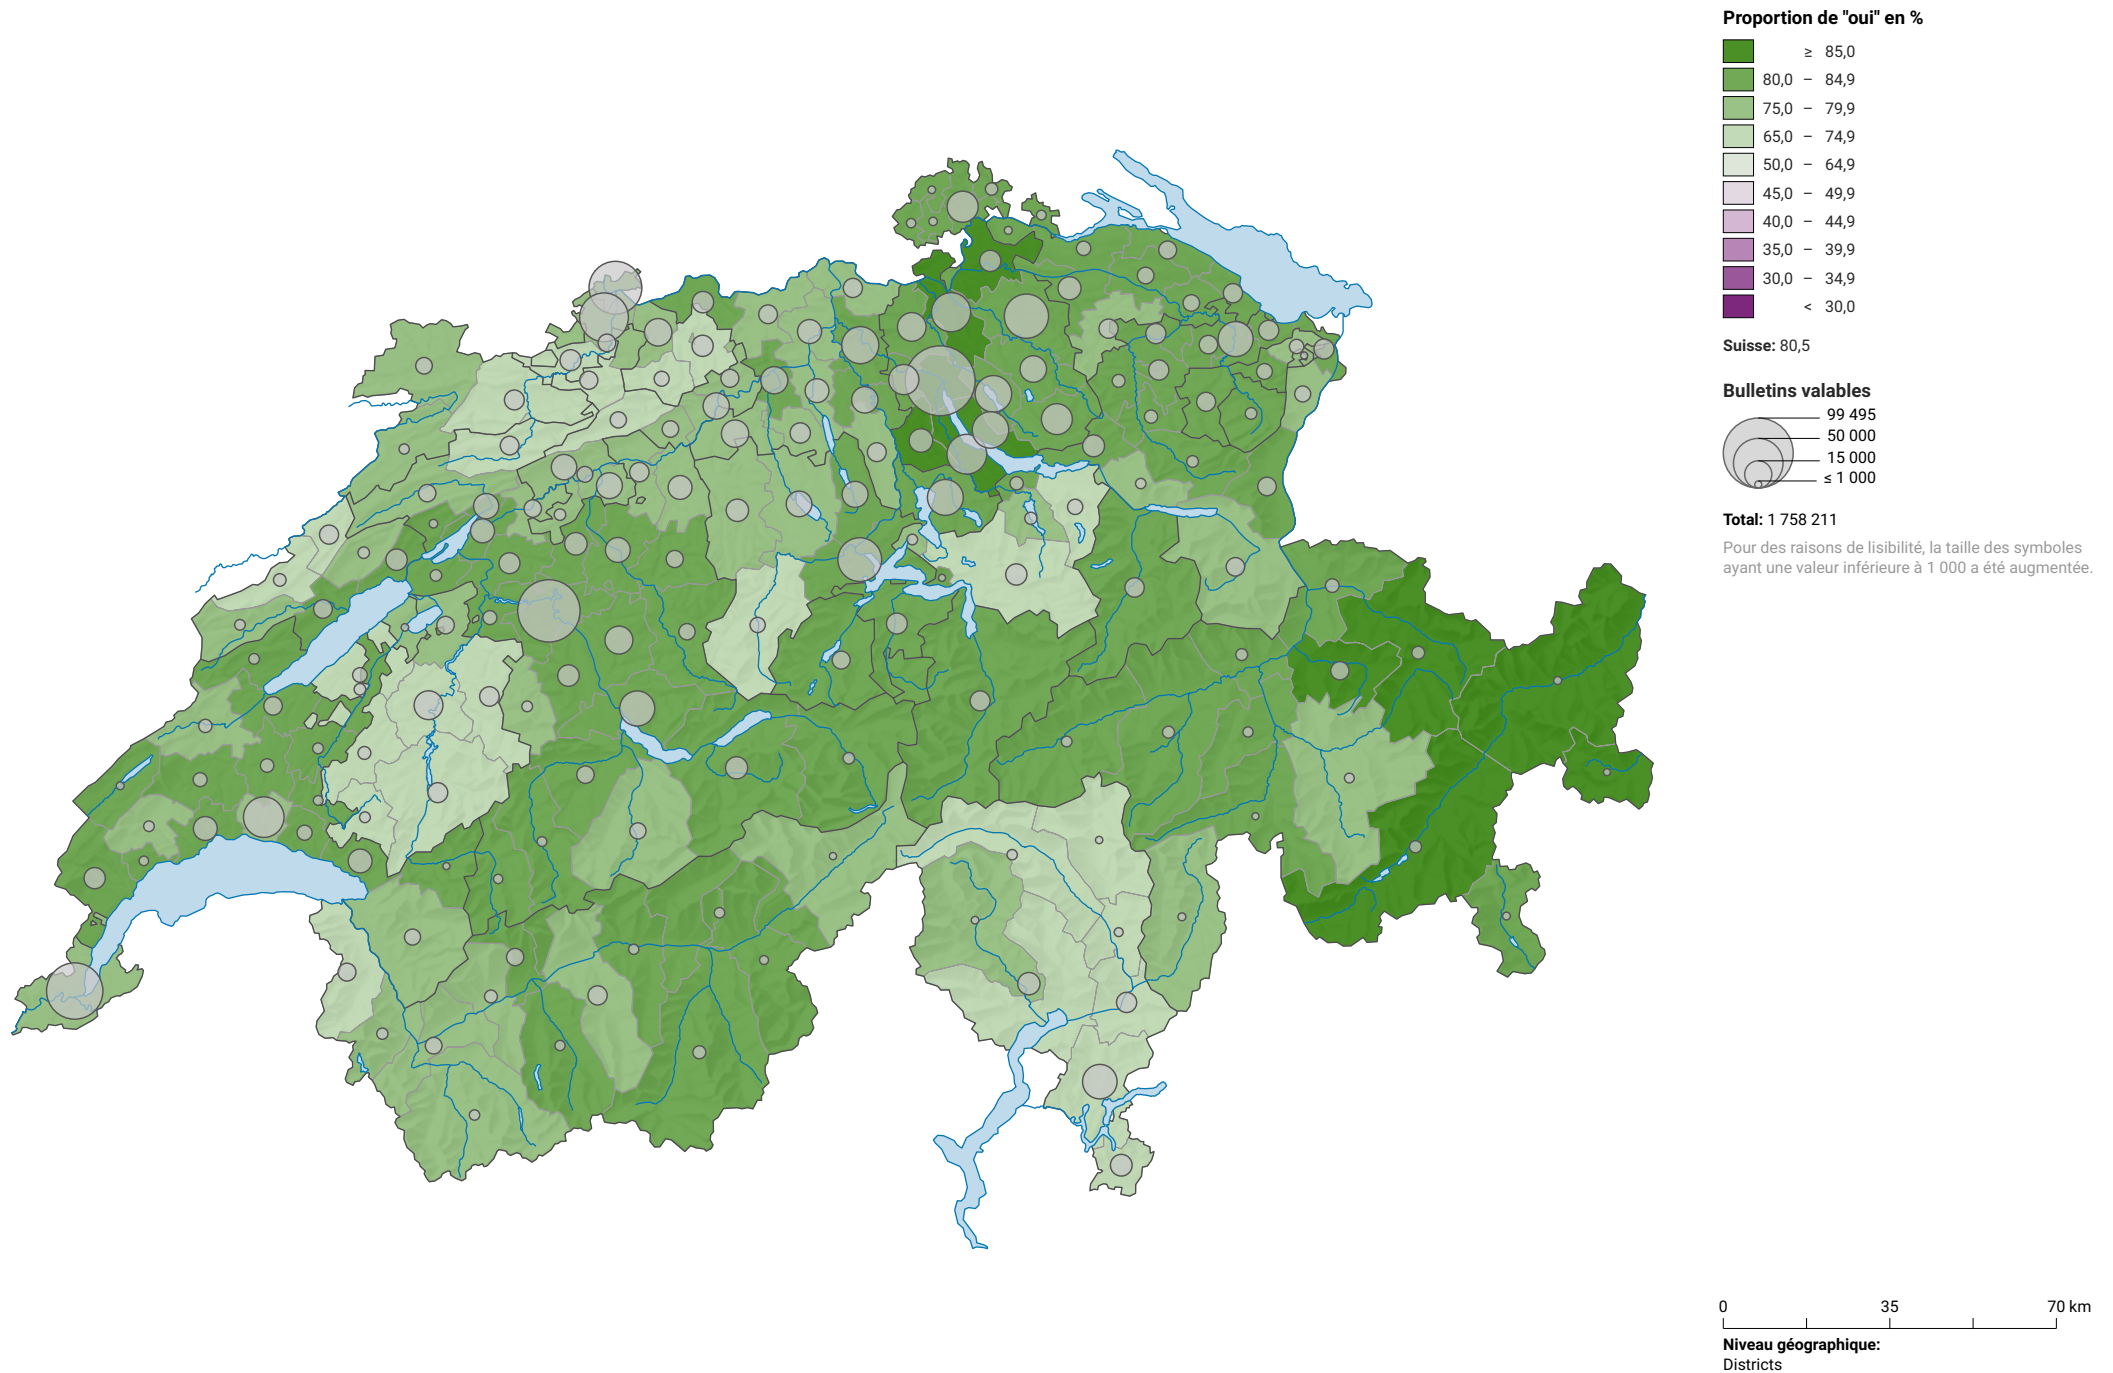 Proportion de "oui" en %
≥ 85,0
80,0 – 84,9
75,0 – 79,9
65,0 – 74,9
50,0 – 64,9
45,0 – 49,9
40,0 – 44,9
35,0 – 39,9
30,0 – 34,9
< 30,0
Suisse: 80,5
Bulletins valables
99 495
50 000
15 000
≤ 1 000
Total: 1 758 211
Pour des raisons de lisibilité, la taille des symboles
ayant une valeur inférieure à 1 000 a été augmentée.
0 35 70 km
Niveau géographique:
Districts